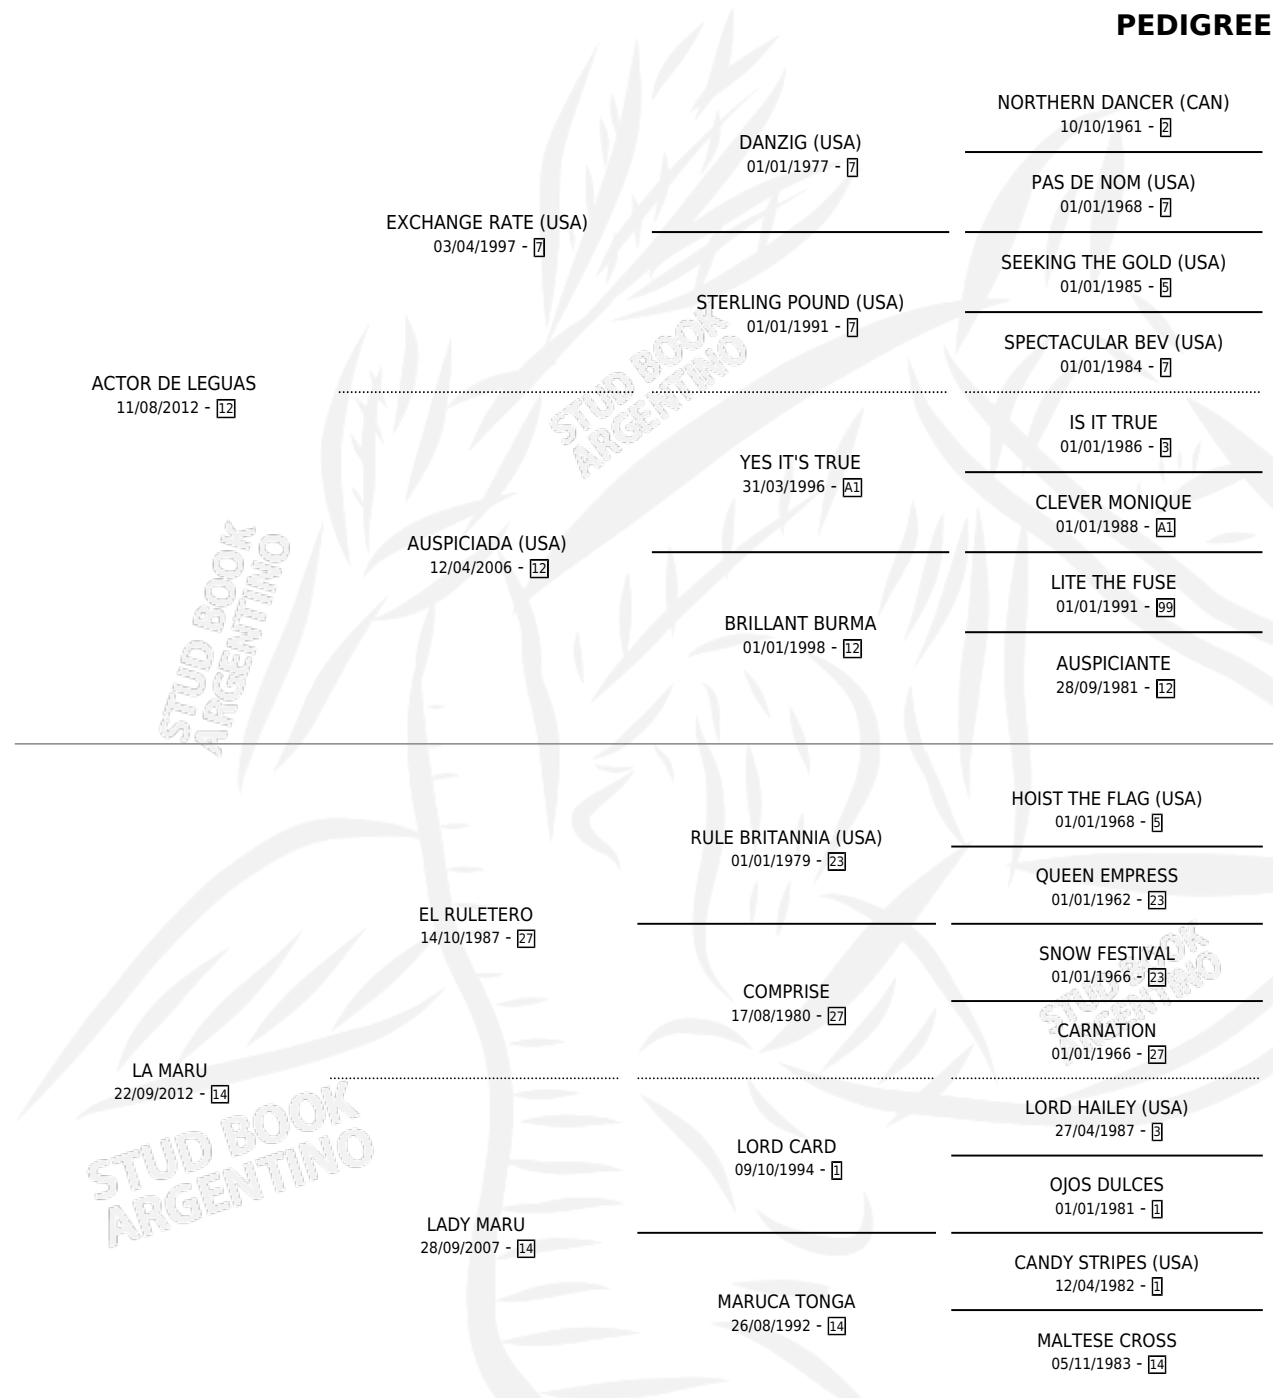 PEDIGREE
NORTHERN DANCER (CAN)
10/10/1961 - 2
DANZIG (USA)
01/01/1977 - 7
PAS DE NOM (USA)
01/01/1968 - 7
EXCHANGE RATE (USA)
03/04/1997 - 7
SEEKING THE GOLD (USA)
01/01/1985 - 5
STERLING POUND (USA)
01/01/1991 - 7
SPECTACULAR BEV (USA)
01/01/1984 - 7
ACTOR DE LEGUAS
11/08/2012 - 12
IS IT TRUE
01/01/1986 - 3
YES IT'S TRUE
31/03/1996 - A1
CLEVER MONIQUE
01/01/1988 - A1
AUSPICIADA (USA)
12/04/2006 - 12
LITE THE FUSE
01/01/1991 - 99
BRILLANT BURMA
01/01/1998 - 12
AUSPICIANTE
28/09/1981 - 12
HOIST THE FLAG (USA)
01/01/1968 - 5
RULE BRITANNIA (USA)
01/01/1979 - 23
QUEEN EMPRESS
01/01/1962 - 23
EL RULETERO
14/10/1987 - 27
SNOW FESTIVAL
01/01/1966 - 23
COMPRISE
17/08/1980 - 27
CARNATION
01/01/1966 - 27
LA MARU
22/09/2012 - 14
LORD HAILEY (USA)
27/04/1987 - 3
LORD CARD
09/10/1994 - 1
OJOS DULCES
01/01/1981 - 1
LADY MARU
28/09/2007 - 14
CANDY STRIPES (USA)
12/04/1982 - 1
MARUCA TONGA
26/08/1992 - 14
MALTESE CROSS
05/11/1983 - 14
STUD BOOK
ARGENTINO
STUD BOOK
ARGENTINO
STUD BOOK
ARGENTINO
STUD BOOK
ARGENTINO